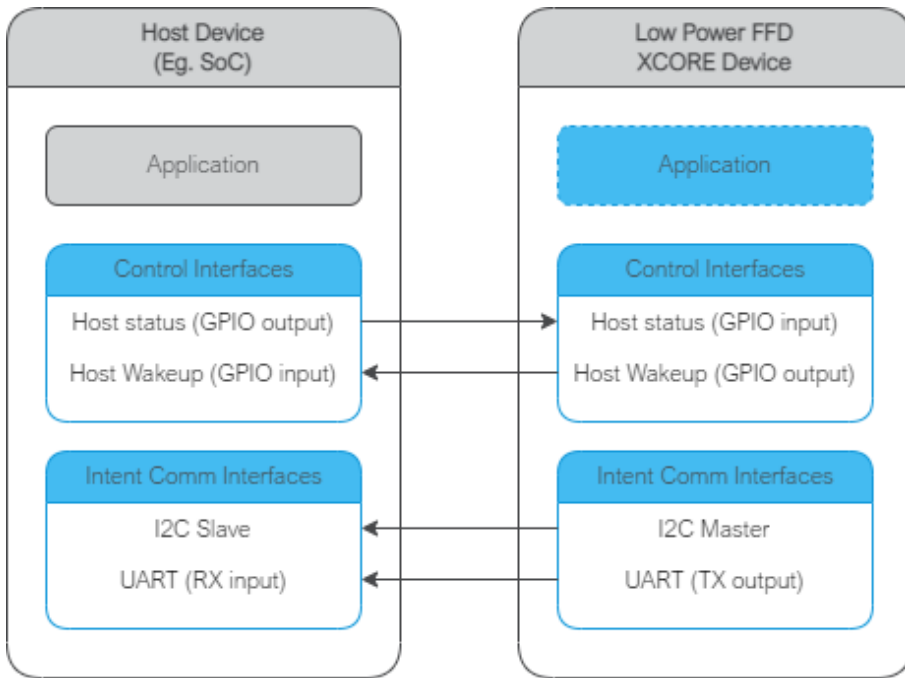 Host Device
(Eg. SoC)
Application
Control Interfaces
Host status (GPIO output)
Host Wakeup (GPIO input)
Intent Comm Interfaces
I2C Slave
UART (RX input)
Low Power FFD
XCORE Device
Application
Control Interfaces
Host status (GPIO input)
Host Wakeup (GPIO output)
Intent Comm Interfaces
I2C Master
UART (TX output)